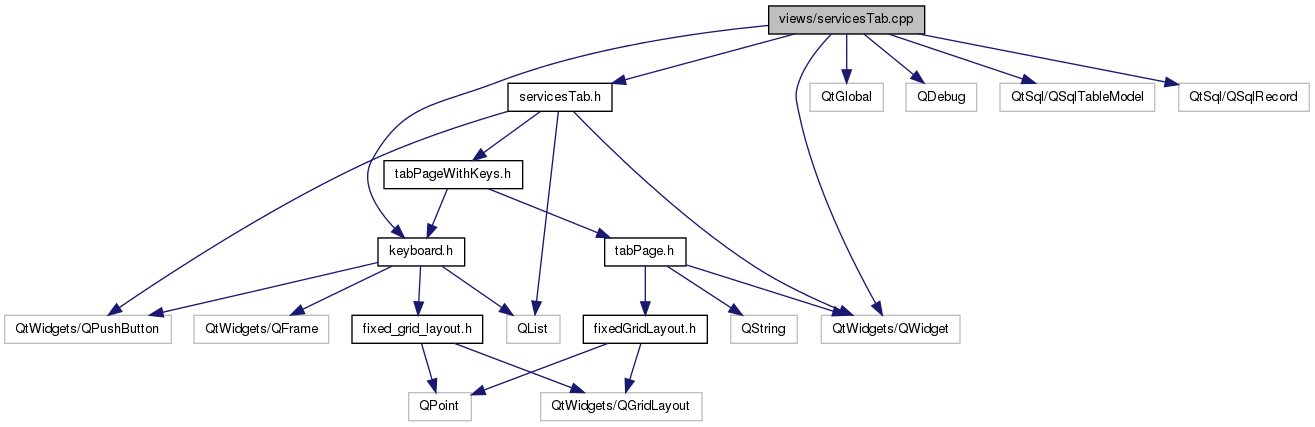 views/servicesTab.cpp
servicesTab.h
QtGlobal
QDebug
QtSql/QSqlTableModel
QtSql/QSqlRecord
tabPageWithKeys.h
keyboard.h
tabPage.h
QtWidgets/QPushButton
QtWidgets/QFrame
fixed_grid_layout.h
QList
fixedGridLayout.h
QString
QtWidgets/QWidget
QPoint
QtWidgets/QGridLayout